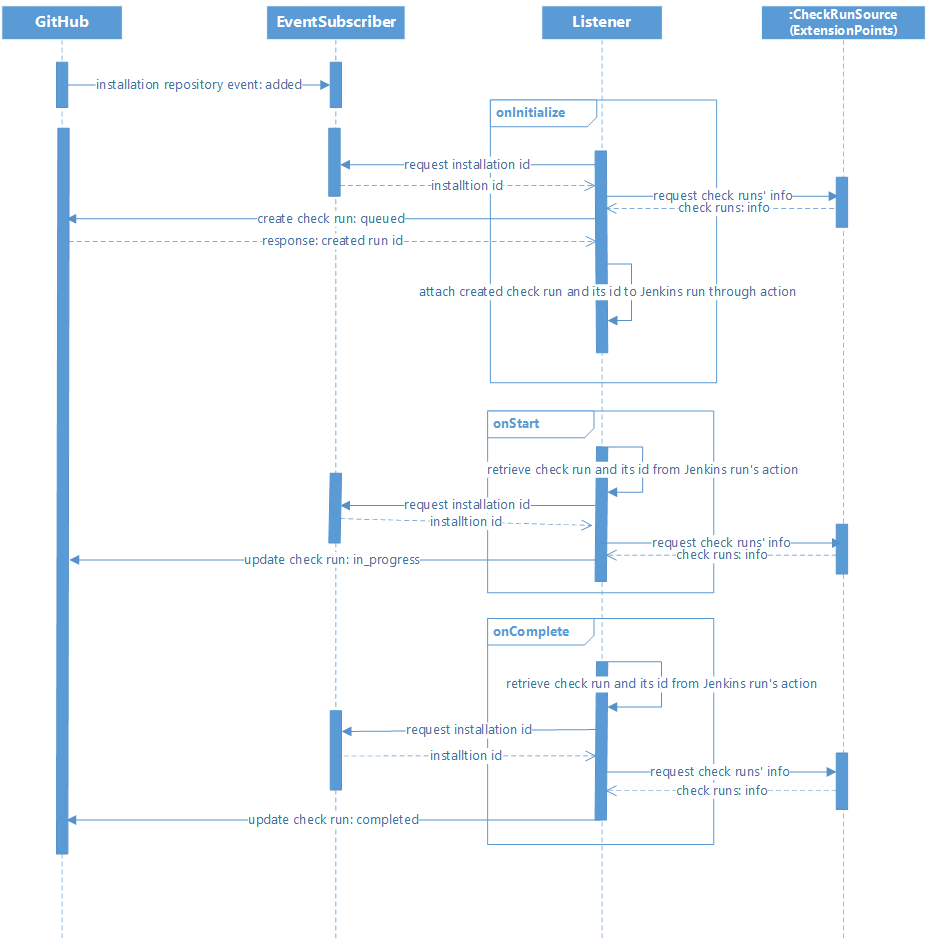 GitHub
EventSubscriber
Listener
:CheckRunSource
(ExtensionPoints)
installation repository event: added
onInitialize
request installation id
installtion id
request check runs' info
check runs: info
create check run: queued
response: created run id
attach created check run and its id to Jenkins run through action
onStart
retrieve check run and its id from Jenkins run's action
request installation id
installtion id
request check runs' info
check runs: info
update check run: in_progress
onComplete
retrieve check run and its id from Jenkins run's action
request installation id
installtion id
request check runs' info
check runs: info
update check run: completed